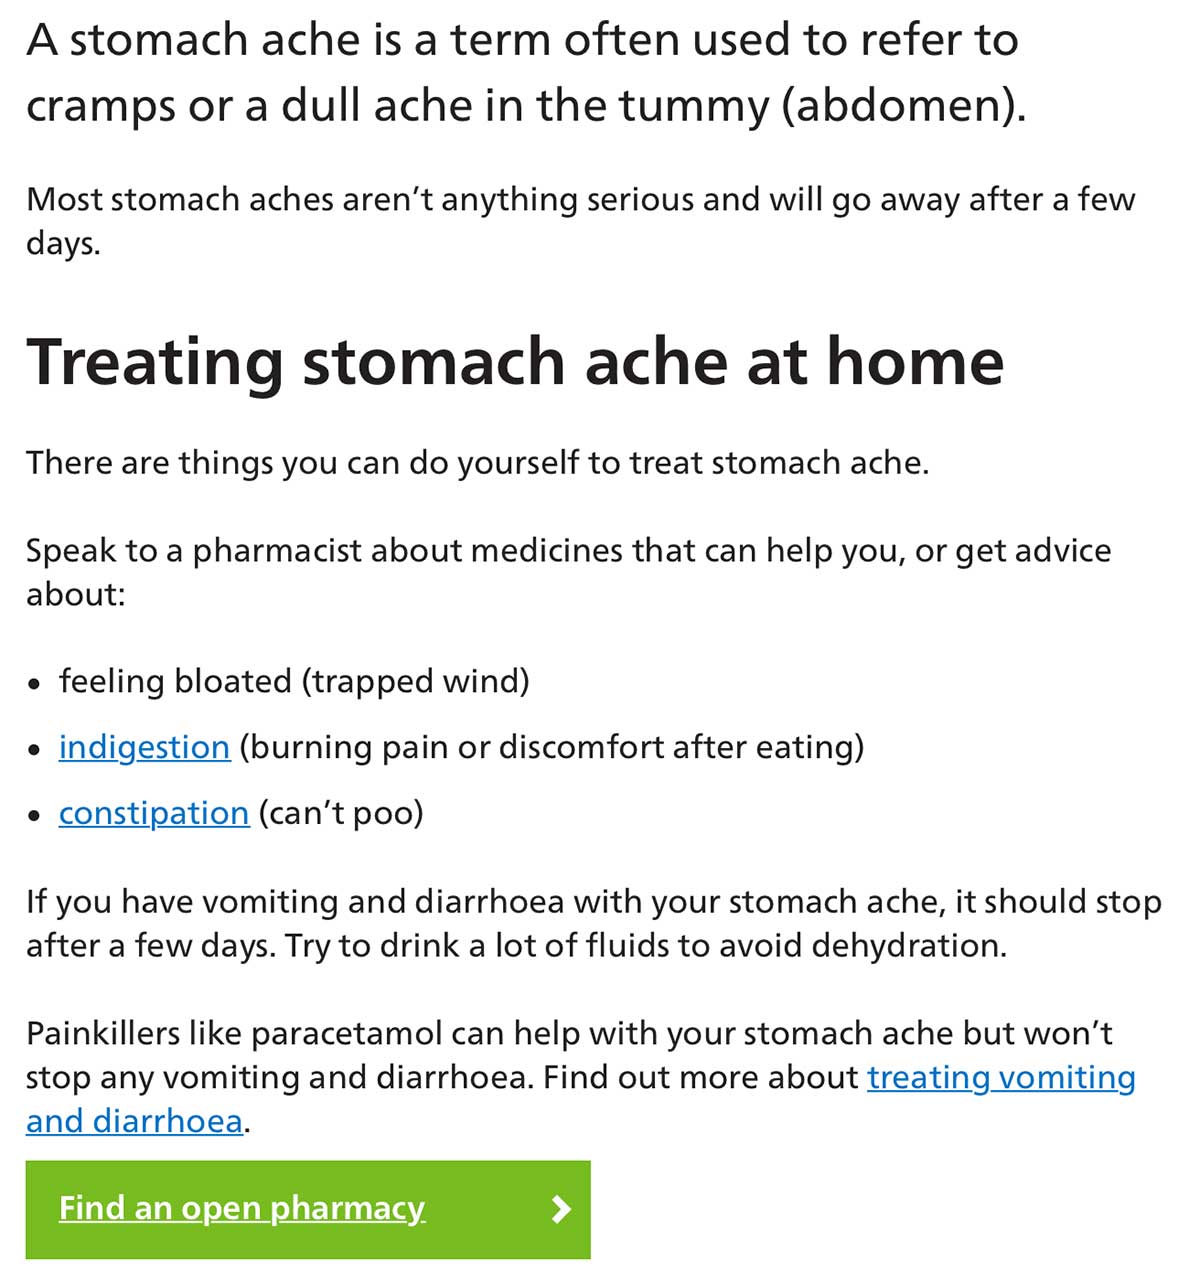 A stomach ache is a term often used to refer to
cramps or a dull ache in the tummy (abdomen).
Most stomach aches aren’t anything serious and will go away after a few
days.
Treating stomach ache at home
There are things you can do yourself to treat stomach ache.
Speak to a pharmacist about medicines that can help you, or get advice
about:
• feeling bloated (trapped wind)
• indigestion (burning pain or discomfort after eating)
• constipation (can’t poo)
If you have vomiting and diarrhoea with your stomach ache, it should stop
after a few days. Try to drink a lot of fluids to avoid dehydration.
Painkillers like paracetamol can help with your stomach ache but won’t
stop any vomiting and diarrhoea. Find out more about treating vomiting
and diarrhoea.
Find an open pharmacy